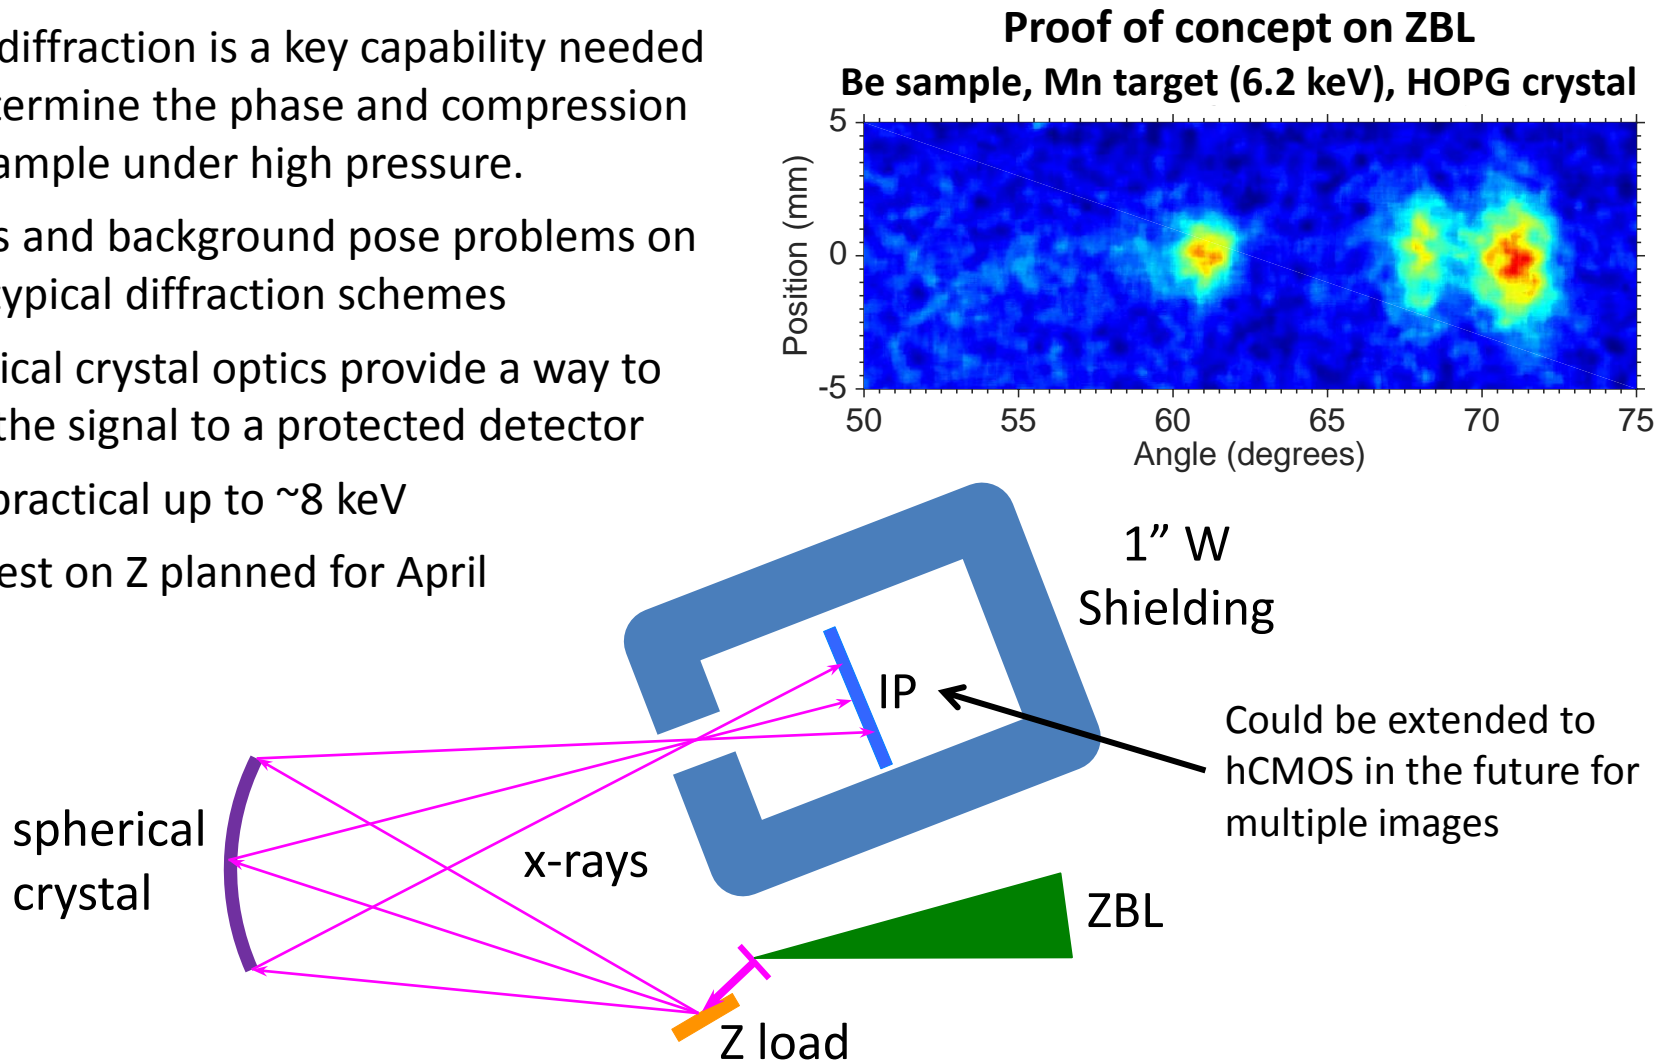 diffraction is a key capability needed
termine the phase and compression
ample under high pressure.
s and background pose problems on
typical diffraction schemes
ical crystal optics provide a way to
the signal to a protected detector
practical up to ~8 keV
est on Z planned for April
Proof of concept on ZBL
Be sample, Mn target (6.2 keV), HOPG crystal
Position (mm)
5
0
-5
50 55 60 65 70 75
Angle (degrees)
1” W
Shielding
IP
Could be extended to
hCMOS in the future for
multiple images
spherical
crystal
x-rays
ZBL
Z load